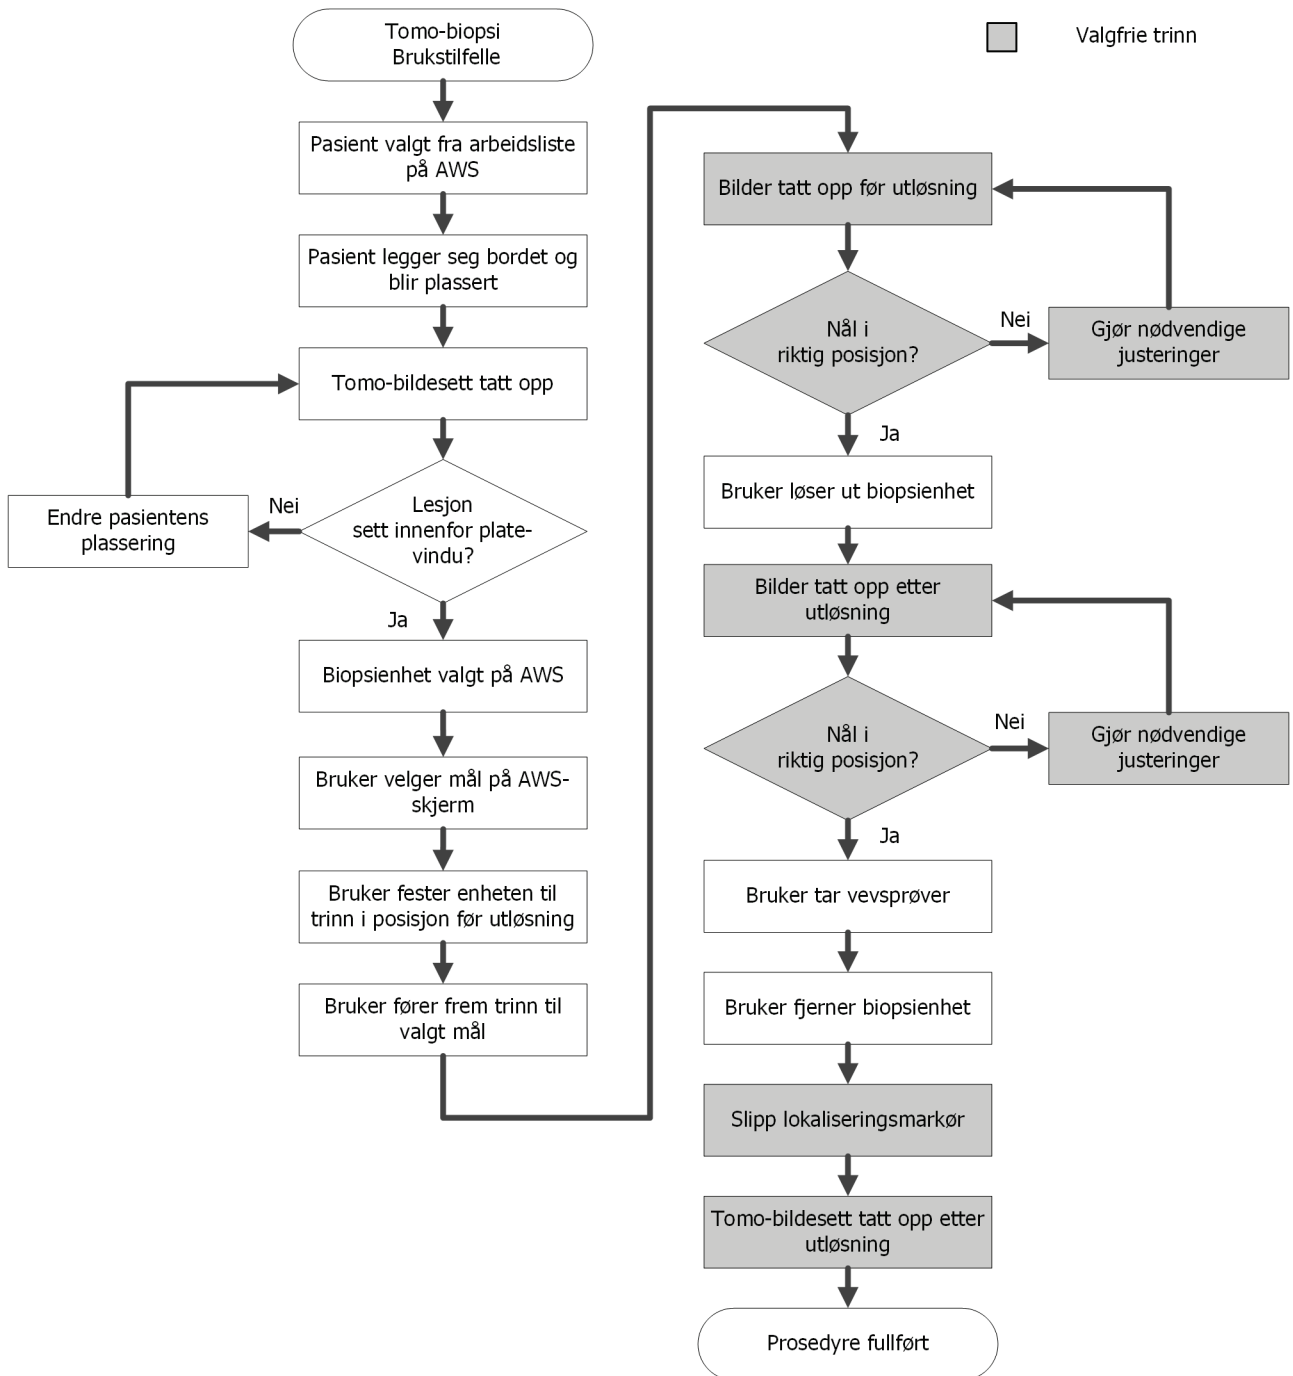 Tomo-biopsi
Brukstilfelle
Valgfrie trinn
Pasient valgt fra arbeidsliste
på AWS
Pasient legger seg bordet og
blir plassert
Tomo-bildesett tatt opp
Lesjon
sett innenfor plate-
vindu?
Nei
Endre pasientens
plassering
Ja
Biopsienhet valgt på AWS
Bruker velger mål på AWS-
skjerm
Bruker fester enheten til
trinn i posisjon før utløsning
Bruker fører frem trinn til
valgt mål
Bilder tatt opp før utløsning
Nål i
riktig posisjon?
Nei
Gjør nødvendige
justeringer
Ja
Bruker løser ut biopsienhet
Bilder tatt opp etter
utløsning
Nål i
riktig posisjon?
Nei
Gjør nødvendige
justeringer
Ja
Bruker tar vevsprøver
Bruker fjerner biopsienhet
Slipp lokaliseringsmarkør
Tomo-bildesett tatt opp etter
utløsning
Prosedyre fullført